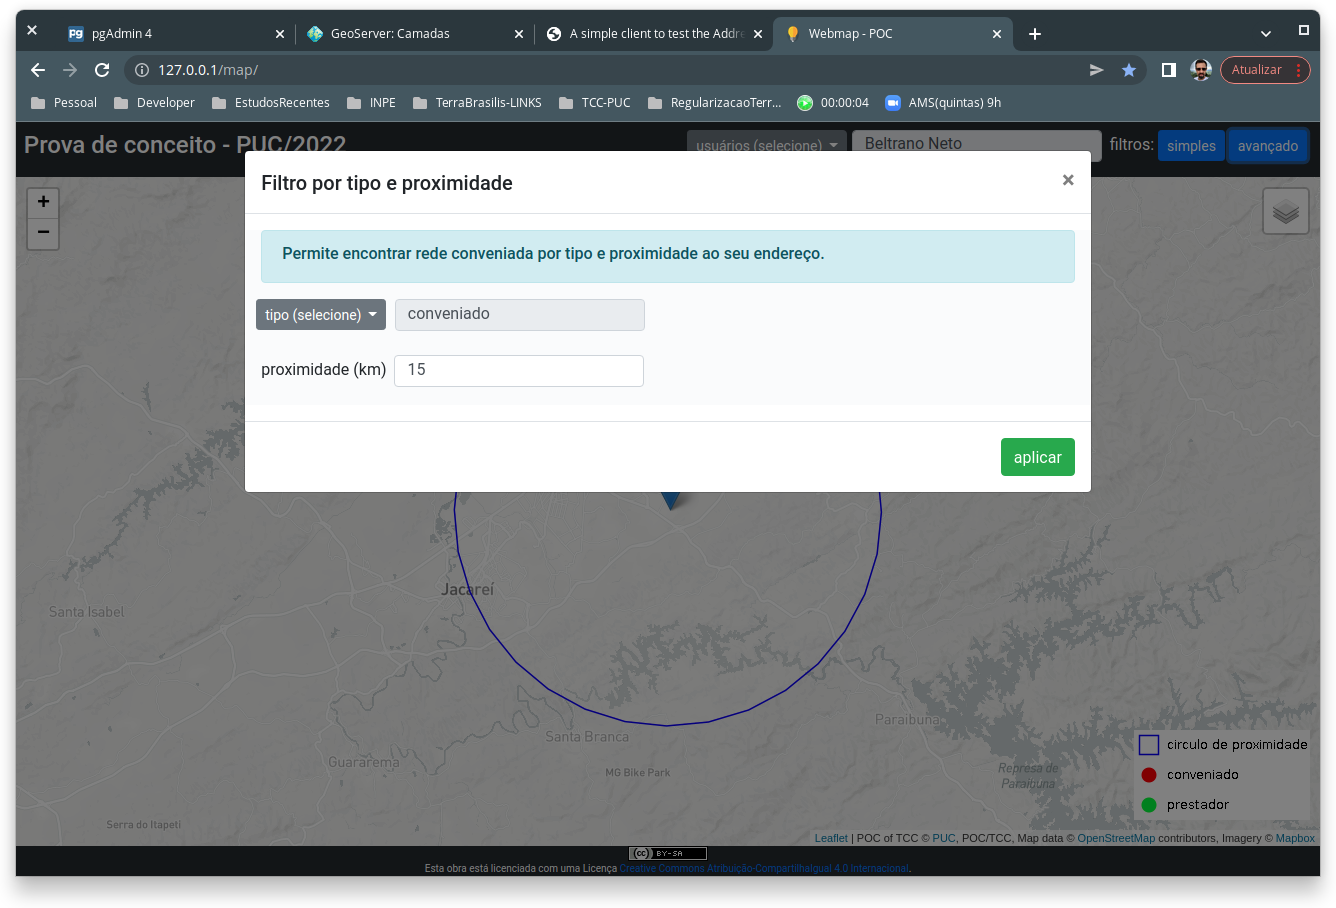 pgAdmin 4
GeoServer: Camadas
A simple client to test the Addre
Webmap - POC
127.0.0.1/map/
Atualizar
Pessoal
Developer
EstudosRecentes
INPE
TerraBrasilis-LINKS
TCC-PUC
RegularizacaoTerr...
00:00:04
AMS(quintas) 9h
Prova de conceito - PUC/2022
usuários (selecione)
Beltrano Neto
filtros:
simples
avançado
+
−
Filtro por tipo e proximidade
×
Permite encontrar rede conveniada por tipo e proximidade ao seu endereço.
tipo (selecione)
conveniado
proximidade (km)
15
aplicar
Jacareí
Santa Isabel
Paraibuna
Santa Branca
Guararema
MG Bike Park
Represa de
Paraibuna
Serra do Itapetí
circulo de proximidade
conveniado
prestador
Leaflet | POC of TCC © PUC, POC/TCC, Map data © OpenStreetMap contributors, Imagery © Mapbox
cc BY-SA
Esta obra está licenciada com uma Licença Creative Commons Atribuição-CompartilhaIgual 4.0 Internacional.